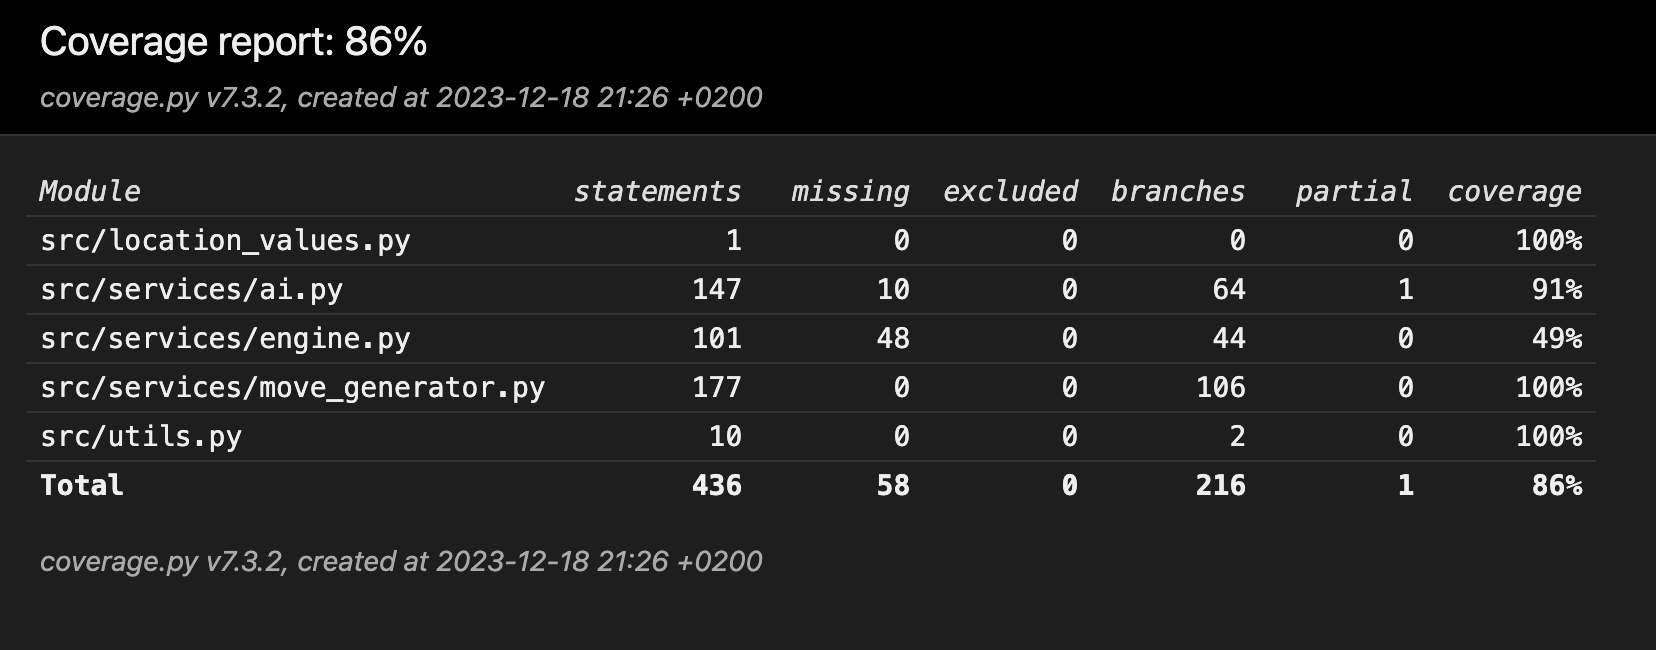 Coverage report: 86%
coverage.py v7.3.2, created at 2023-12-18 21:26 +0200
Module statements missing excluded branches partial coverage
src/location_values.py 1 0 0 0 0 100%
src/services/ai.py 147 10 0 64 1 91%
src/services/engine.py 101 48 0 44 0 49%
src/services/move_generator.py 177 0 0 106 0 100%
src/utils.py 10 0 0 2 0 100%
Total 436 58 0 216 1 86%
coverage.py v7.3.2, created at 2023-12-18 21:26 +0200